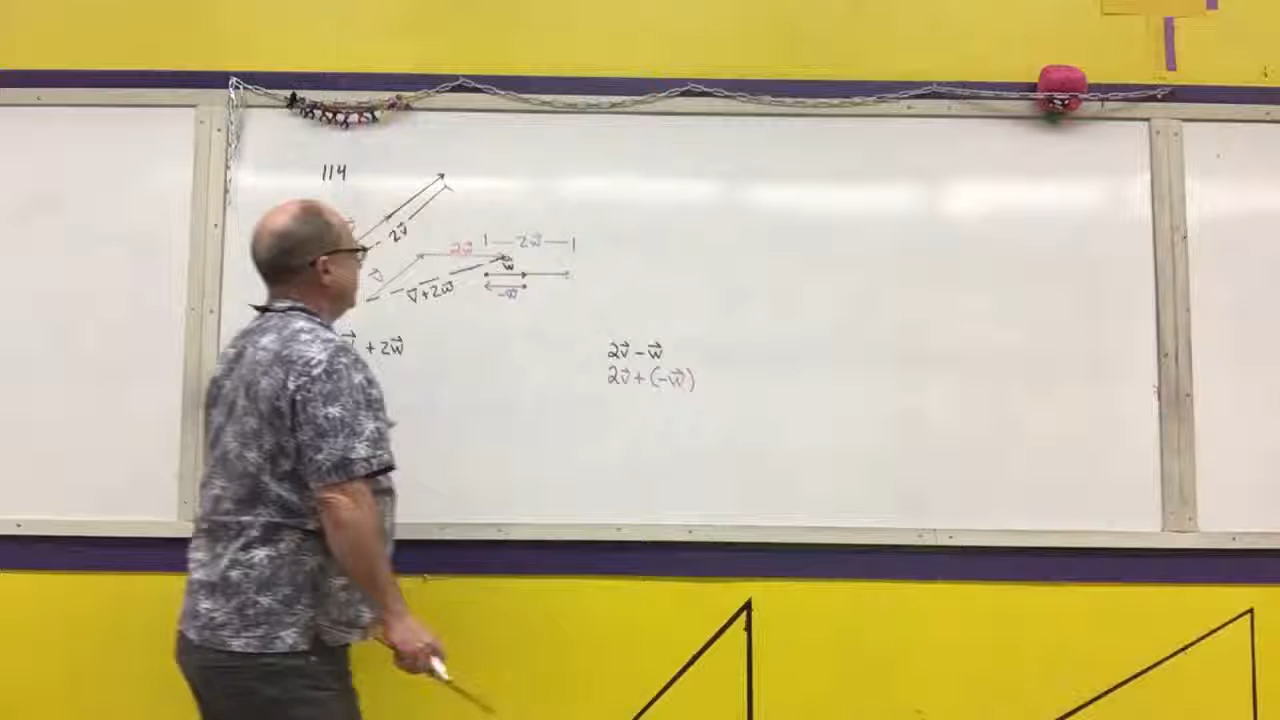 114
2v⃗
2w⃗
2w⃗
w
v⃗
v⃗+2w⃗
-w⃗
+ 2w⃗
2v⃗ - w⃗
2v⃗ + (-w⃗)